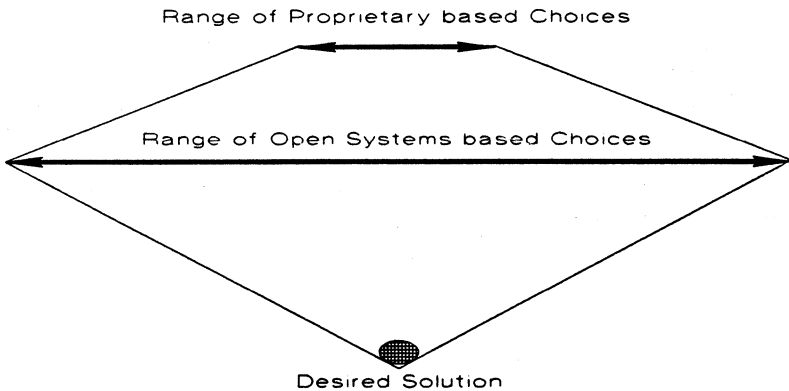 Range of Proprietary based Choices
Range of Open Systems based Choices
Desired Solution